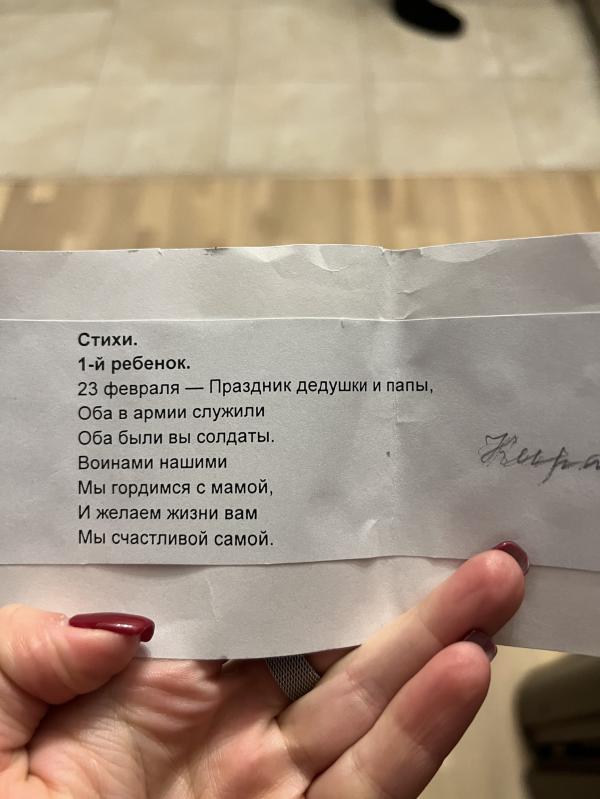 Стихи.
1-й ребенок.
23 февраля — Праздник дедушки и папы,
Оба в армии служили
Оба были вы солдаты.
Воинами нашими
Мы гордимся с мамой,
И желаем жизни вам
Мы счастливой самой.
Кира